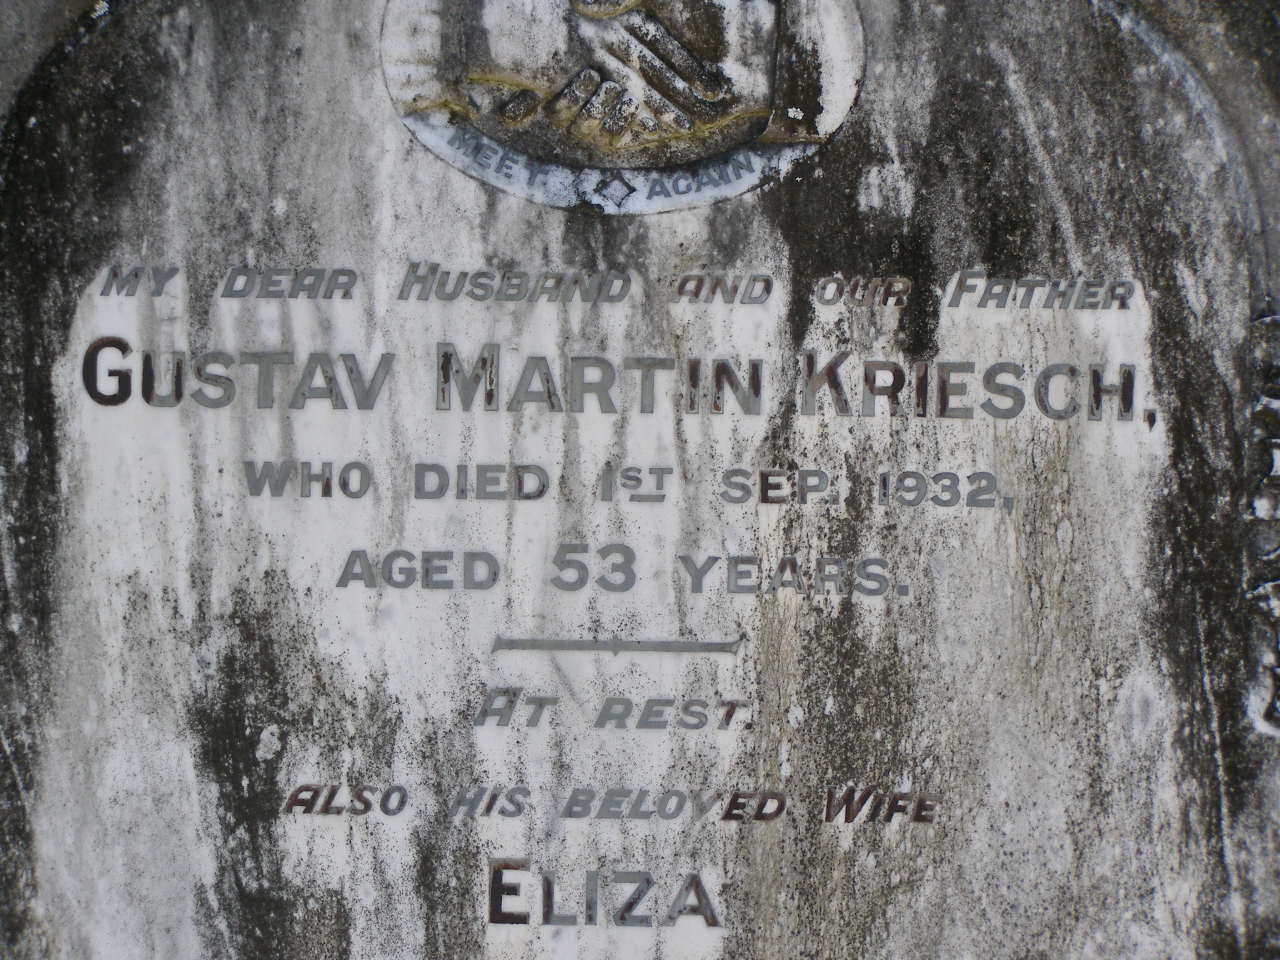 MEET AGAIN
MY DEAR HUSBAND AND OUR FATHER
GUSTAV MARTIN KRIESCH,
WHO DIED 1ST SEP. 1932,
AGED 53 YEARS.
AT REST
ALSO HIS BELOVED WIFE
ELIZA